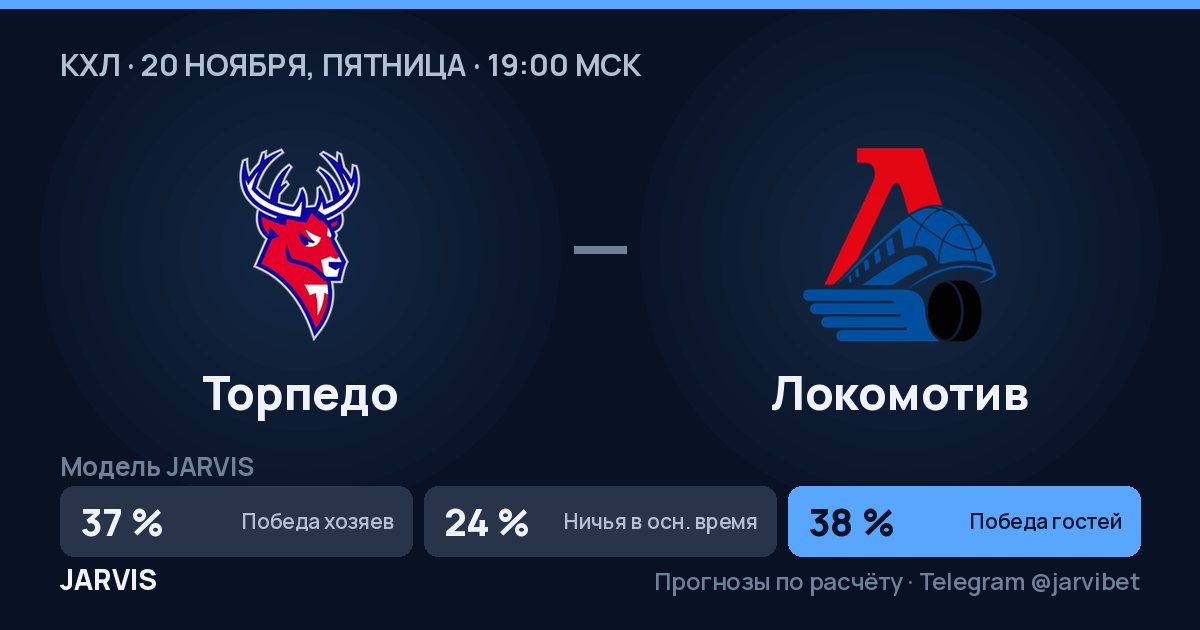 КХЛ · 20 НОЯБРЯ, ПЯТНИЦА · 19:00 МСК
Торпедо
Локомотив
Модель JARVIS
37 % Победа хозяев
24 % Ничья в осн. время
38 % Победа гостей
JARVIS
Прогнозы по расчёту · Telegram @jarvibet